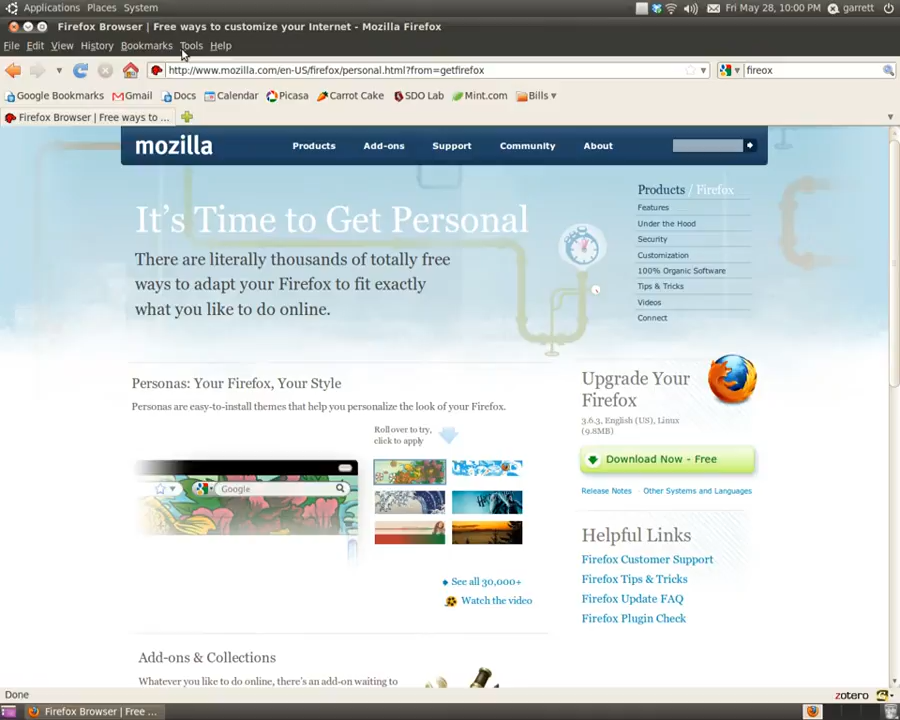 Applications Places System Fri May 28, 10:00 PM garrett
Firefox Browser | Free ways to customize your Internet - Mozilla Firefox
File Edit View History Bookmarks Tools Help
http://www.mozilla.com/en-US/firefox/personal.html?from=getfirefox fireox
Google Bookmarks Gmail Docs Calendar Picasa Carrot Cake SDO Lab Mint.com Bills
Firefox Browser | Free ways to ...
mozilla Products Add-ons Support Community About
Products / Firefox
Features
Under the Hood
Security
Customization
100% Organic Software
Tips & Tricks
Videos
Connect
It's Time to Get Personal
There are literally thousands of totally free
ways to adapt your Firefox to fit exactly
what you like to do online.
Personas: Your Firefox, Your Style
Personas are easy-to-install themes that help you personalize the look of your Firefox.
Roll over to try,
click to apply
Google
See all 30,000+
Watch the video
Upgrade Your
Firefox
3.6.3, English (US), Linux
(9.8MB)
Download Now - Free
Release Notes Other Systems and Languages
Helpful Links
Firefox Customer Support
Firefox Tips & Tricks
Firefox Update FAQ
Firefox Plugin Check
Add-ons & Collections
Whatever you like to do online, there's an add-on waiting to
Done zotero
Firefox Browser | Free ...